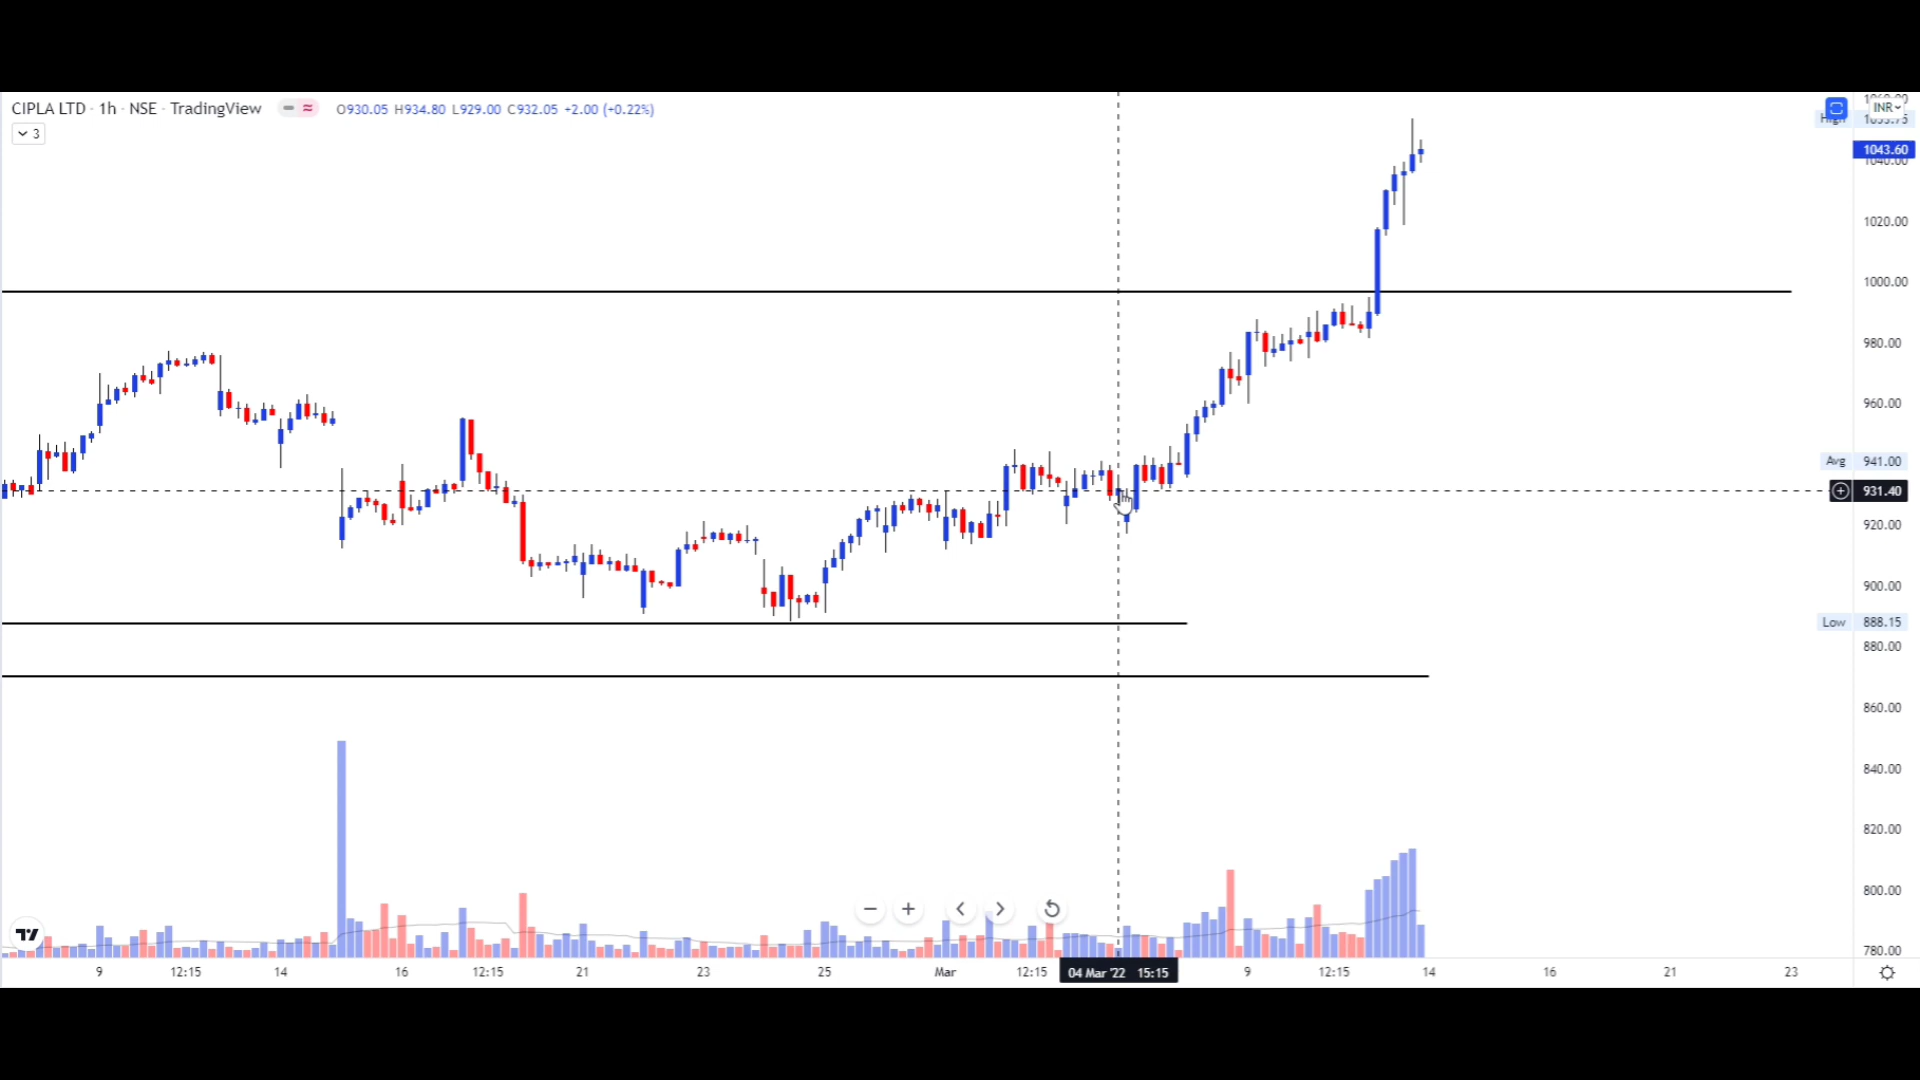 CIPLA LTD · 1h · NSE · TradingView O930.05 H934.80 L929.00 C932.05 +2.00 (+0.22%)
3
INR
High
1043.60
1040.00
1020.00
1000.00
980.00
960.00
Avg 941.00
931.40
920.00
900.00
Low 888.15
880.00
860.00
840.00
820.00
800.00
780.00
9 12:15 14 16 12:15 21 23 25 Mar 12:15 04 Mar '22 15:15 9 12:15 14 16 21 23